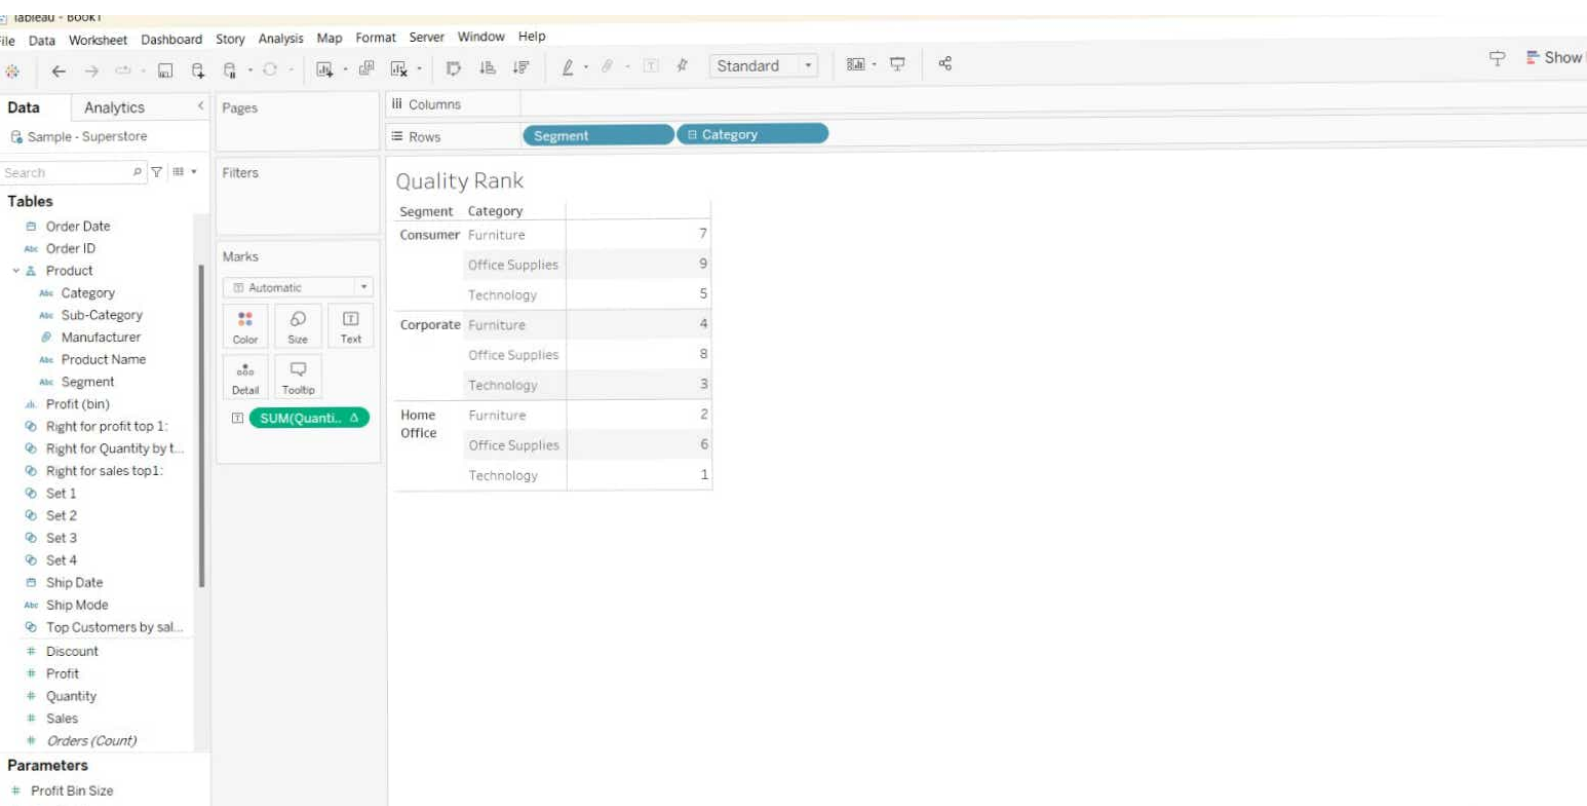 Tableau - Book1
File Data Worksheet Dashboard Story Analysis Map Format Server Window Help
Standard
Show
Data Analytics
Sample - Superstore
Search
Tables
Order Date
Abc Order ID
Product
Abc Category
Abc Sub-Category
Manufacturer
Abc Product Name
Abc Segment
Profit (bin)
Right for profit top 1:
Right for Quantity by t...
Right for sales top1:
Set 1
Set 2
Set 3
Set 4
Ship Date
Abc Ship Mode
Top Customers by sal...
# Discount
# Profit
# Quantity
# Sales
# Orders (Count)
Parameters
# Profit Bin Size
Pages
Filters
Marks
Automatic
Color Size Text
Detail Tooltip
SUM(Quanti.. Δ
Columns
Rows Segment Category
Quality Rank
Segment Category
Consumer Furniture 7
Office Supplies 9
Technology 5
Corporate Furniture 4
Office Supplies 8
Technology 3
Home Office Furniture 2
Office Supplies 6
Technology 1